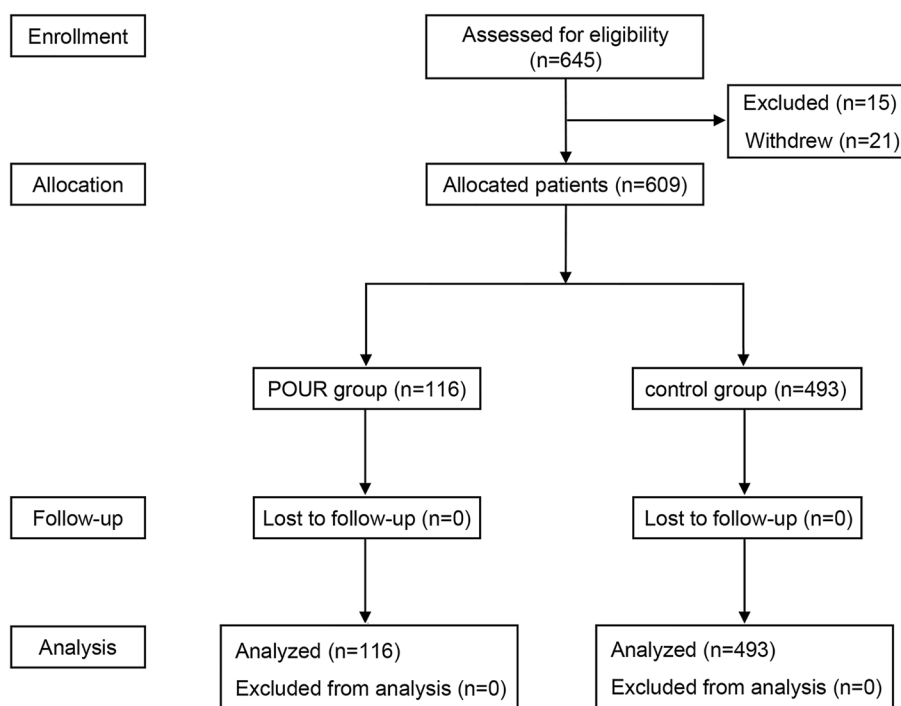 Enrollment
Assessed for eligibility
(n=645)
Excluded (n=15)
Withdrew (n=21)
Allocation
Allocated patients (n=609)
POUR group (n=116)
control group (n=493)
Follow-up
Lost to follow-up (n=0)
Lost to follow-up (n=0)
Analysis
Analyzed (n=116)
Excluded from analysis (n=0)
Analyzed (n=493)
Excluded from analysis (n=0)